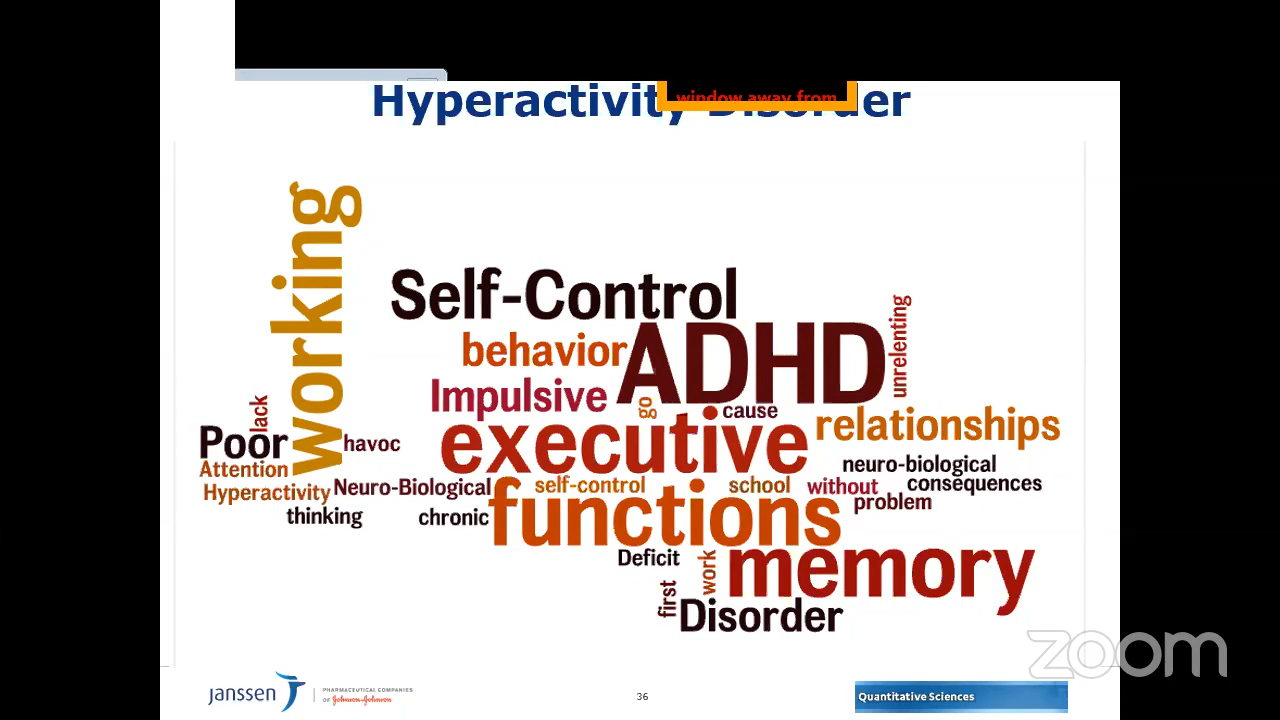 window away from
Hyperactivity Disorder
working
Self-Control
behavior
ADHD
unrelenting
Impulsive
lack
go
cause
relationships
Poor
havoc
executive
Attention
neuro-biological
Hyperactivity
Neuro-Biological
self-control
school
without
consequences
thinking
chronic
functions
problem
Deficit
work
memory
first
Disorder
zoom
janssen
PHARMACEUTICAL COMPANIES
OF Johnson & Johnson
36
Quantitative Sciences